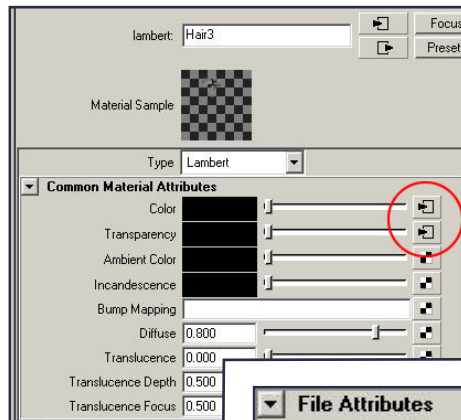 lambert: Hair3
Focus
Preset
Material Sample
Type Lambert
Common Material Attributes
Color
Transparency
Ambient Color
Incandescence
Bump Mapping
Diffuse 0.800
Translucence 0.000
Translucence Depth 0.500
Translucence Focus 0.500
File Attributes